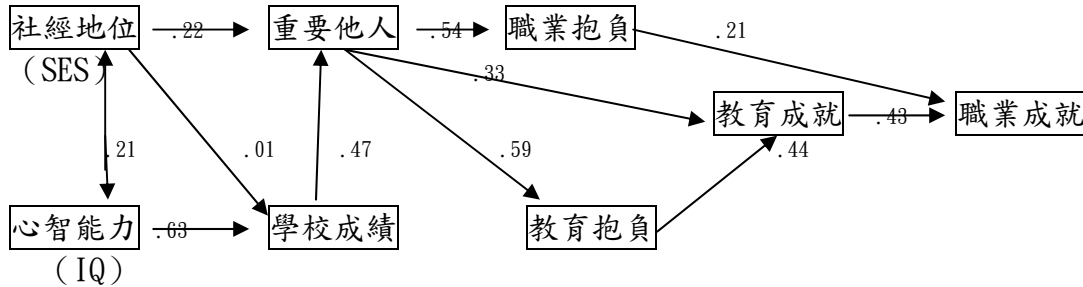 社經地位 .22 重要他人 .54 職業抱負 .21
（SES） .33
教育成就 .43 職業成就
.21 .01 .47 .59 .44
心智能力 .63 學校成績 教育抱負
（IQ）